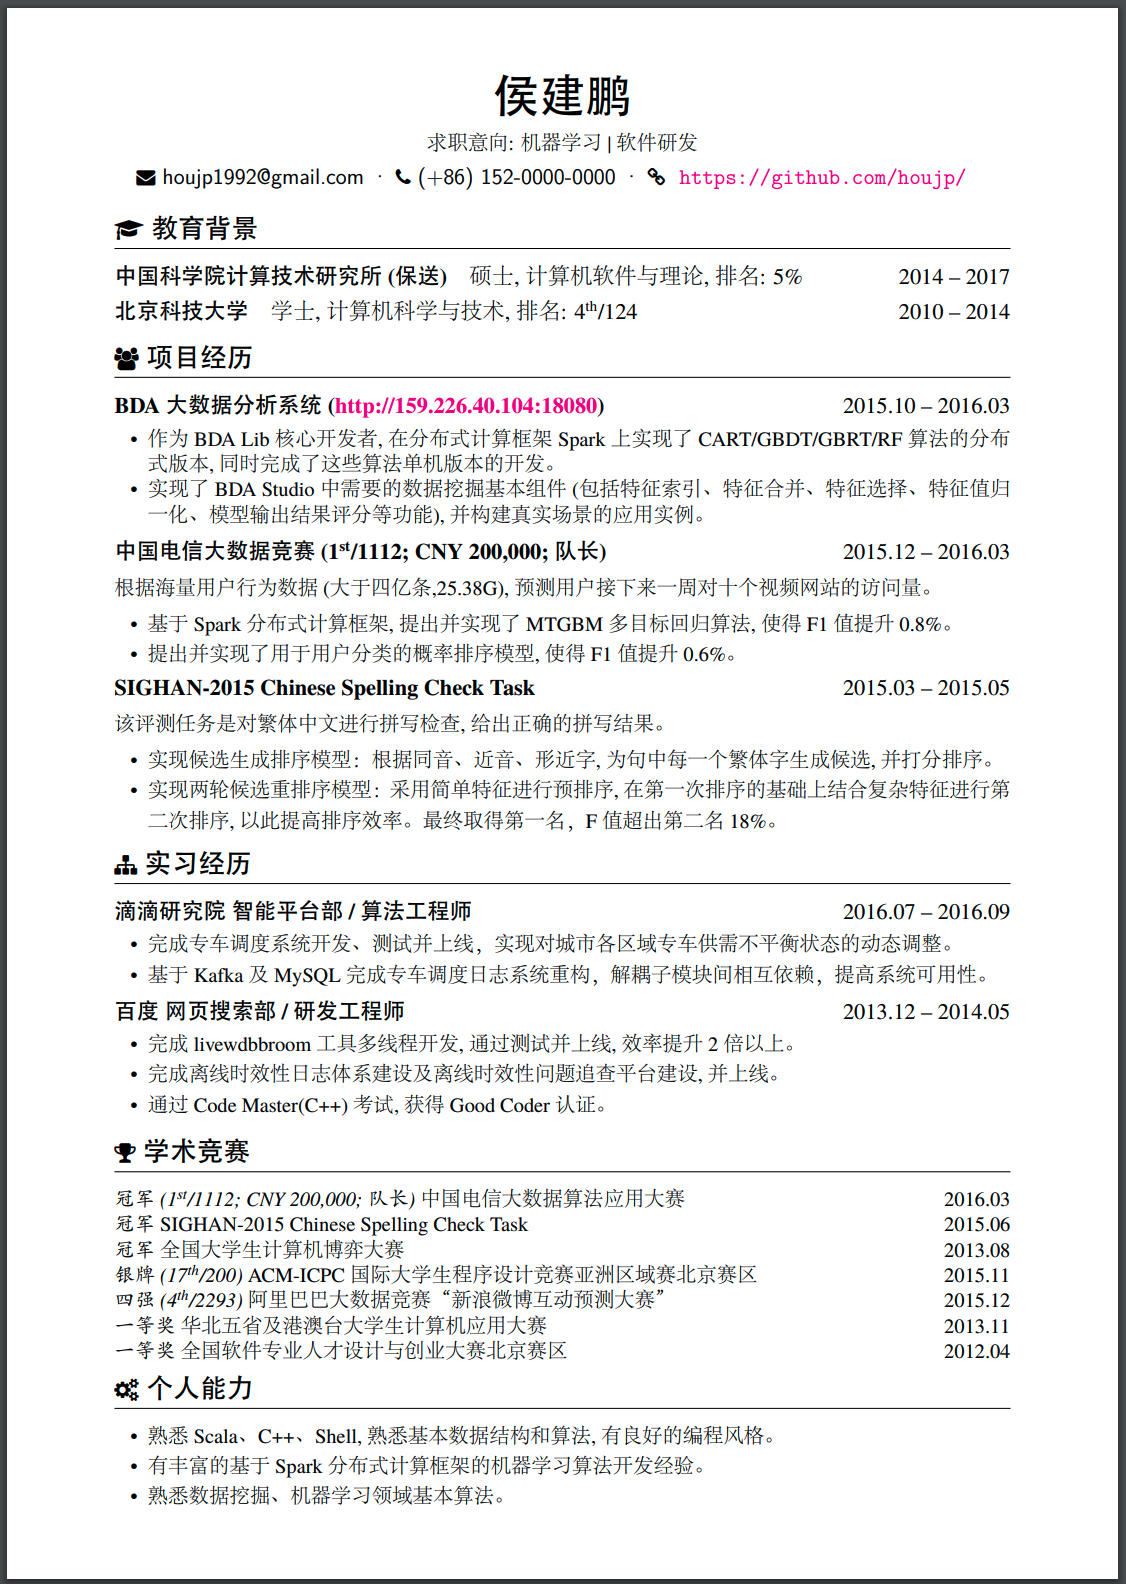 侯建鹏
求职意向: 机器学习 | 软件研发
houjp1992@gmail.com · (+86) 152-0000-0000 · https://github.com/houjp/
教育背景
中国科学院计算技术研究所 (保送) 硕士, 计算机软件与理论, 排名: 5% 2014 – 2017
北京科技大学 学士, 计算机科学与技术, 排名: 4th/124 2010 – 2014
项目经历
BDA 大数据分析系统 (http://159.226.40.104:18080) 2015.10 – 2016.03
• 作为 BDA Lib 核心开发者, 在分布式计算框架 Spark 上实现了 CART/GBDT/GBRT/RF 算法的分布
式版本, 同时完成了这些算法单机版本的开发。
• 实现了 BDA Studio 中需要的数据挖掘基本组件 (包括特征索引、特征合并、特征选择、特征值归
一化、模型输出结果评分等功能), 并构建真实场景的应用实例。
中国电信大数据竞赛 (1st/1112; CNY 200,000; 队长) 2015.12 – 2016.03
根据海量用户行为数据 (大于四亿条,25.38G), 预测用户接下来一周对十个视频网站的访问量。
• 基于 Spark 分布式计算框架, 提出并实现了 MTGBM 多目标回归算法, 使得 F1 值提升 0.8%。
• 提出并实现了用于用户分类的概率排序模型, 使得 F1 值提升 0.6%。
SIGHAN-2015 Chinese Spelling Check Task 2015.03 – 2015.05
该评测任务是对繁体中文进行拼写检查, 给出正确的拼写结果。
• 实现候选生成排序模型：根据同音、近音、形近字, 为句中每一个繁体字生成候选, 并打分排序。
• 实现两轮候选重排序模型：采用简单特征进行预排序, 在第一次排序的基础上结合复杂特征进行第
二次排序, 以此提高排序效率。最终取得第一名，F 值超出第二名 18%。
实习经历
滴滴研究院 智能平台部 / 算法工程师 2016.07 – 2016.09
• 完成专车调度系统开发、测试并上线，实现对城市各区域专车供需不平衡状态的动态调整。
• 基于 Kafka 及 MySQL 完成专车调度日志系统重构，解耦子模块间相互依赖，提高系统可用性。
百度 网页搜索部 / 研发工程师 2013.12 – 2014.05
• 完成 livewdbbroom 工具多线程开发, 通过测试并上线, 效率提升 2 倍以上。
• 完成离线时效性日志体系建设及离线时效性问题追查平台建设, 并上线。
• 通过 Code Master(C++) 考试, 获得 Good Coder 认证。
学术竞赛
冠军 (1st/1112; CNY 200,000; 队长) 中国电信大数据算法应用大赛 2016.03
冠军 SIGHAN-2015 Chinese Spelling Check Task 2015.06
冠军 全国大学生计算机博弈大赛 2013.08
银牌 (17th/200) ACM-ICPC 国际大学生程序设计竞赛亚洲区域赛北京赛区 2015.11
四强 (4th/2293) 阿里巴巴大数据竞赛“新浪微博互动预测大赛” 2015.12
一等奖 华北五省及港澳台大学生计算机应用大赛 2013.11
一等奖 全国软件专业人才设计与创业大赛北京赛区 2012.04
个人能力
• 熟悉 Scala、C++、Shell, 熟悉基本数据结构和算法, 有良好的编程风格。
• 有丰富的基于 Spark 分布式计算框架的机器学习算法开发经验。
• 熟悉数据挖掘、机器学习领域基本算法。